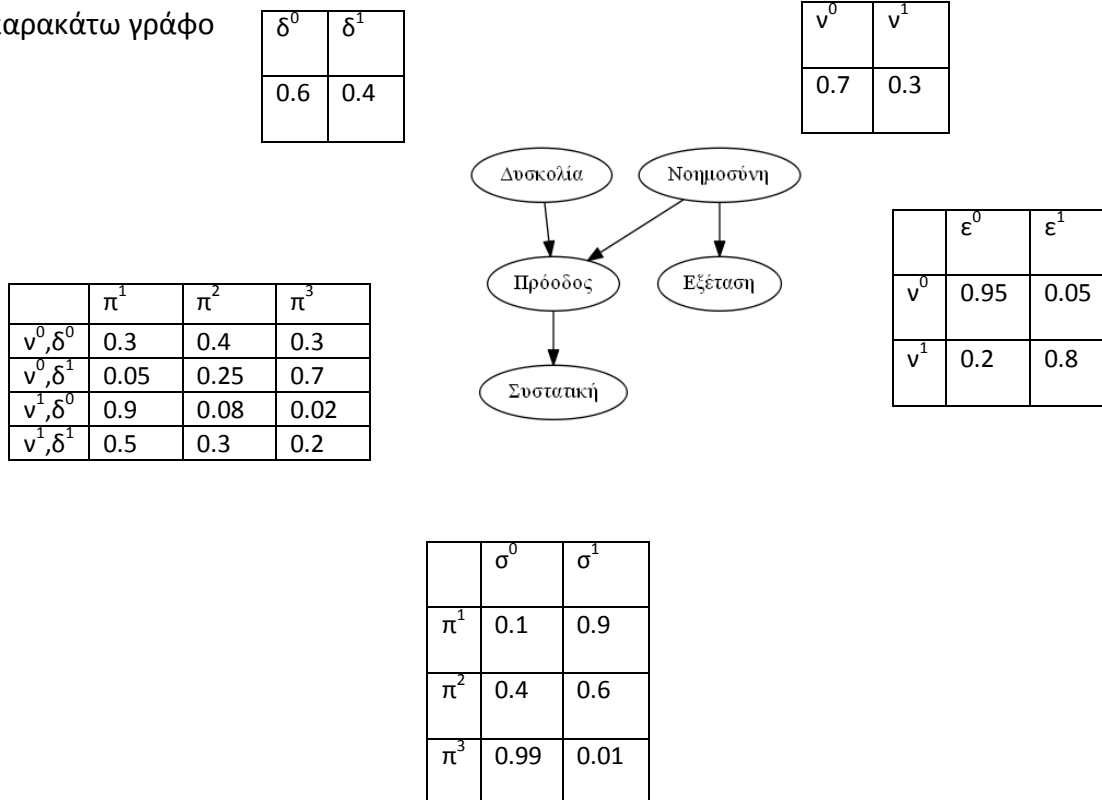 παρακάτω γράφο
δ⁰ δ¹
0.6 0.4
ν⁰ ν¹
0.7 0.3
Δυσκολία
Νοημοσύνη
Πρόοδος
Εξέταση
Συστατική
ε⁰ ε¹
ν⁰ 0.95 0.05
ν¹ 0.2 0.8
π¹ π² π³
ν⁰,δ⁰ 0.3 0.4 0.3
ν⁰,δ¹ 0.05 0.25 0.7
ν¹,δ⁰ 0.9 0.08 0.02
ν¹,δ¹ 0.5 0.3 0.2
σ⁰ σ¹
π¹ 0.1 0.9
π² 0.4 0.6
π³ 0.99 0.01